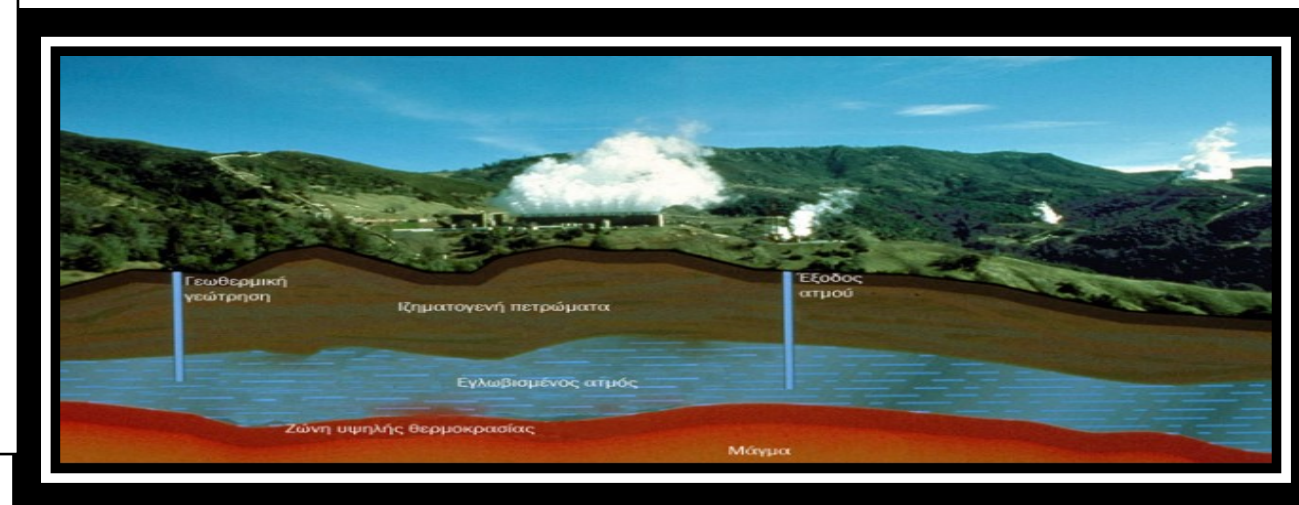 Γεωθερμική
γεώτρηση
Έξοδος
ατμού
Ιζηματογενή πετρώματα
Εγλωβισμένος ατμός
Ζώνη υψηλής θερμοκρασίας
Μάγμα